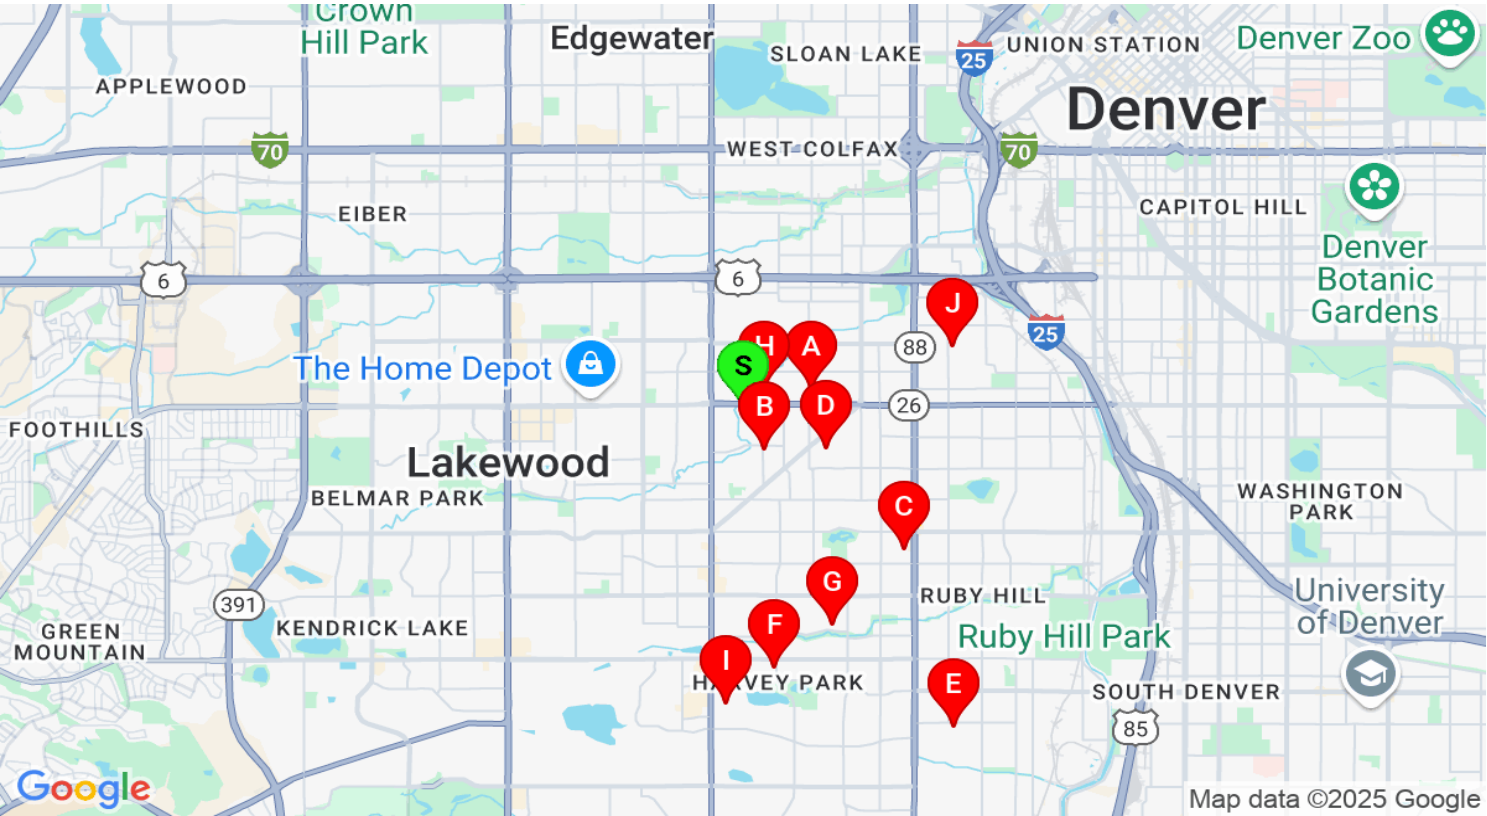 Crown
Hill Park
Edgewater
SLOAN LAKE
25
UNION STATION
Denver Zoo
APPLEWOOD
Denver
70
WEST COLFAX
70
EIBER
CAPITOL HILL
Denver
Botanic
Gardens
6
6
J
25
88
H
A
S
The Home Depot
B
D
26
FOOTHILLS
Lakewood
BELMAR PARK
C
WASHINGTON
PARK
G
RUBY HILL
University
of Denver
391
KENDRICK LAKE
F
Ruby Hill Park
GREEN
MOUNTAIN
I
HARVEY PARK
E
SOUTH DENVER
85
Google
Map data ©2025 Google